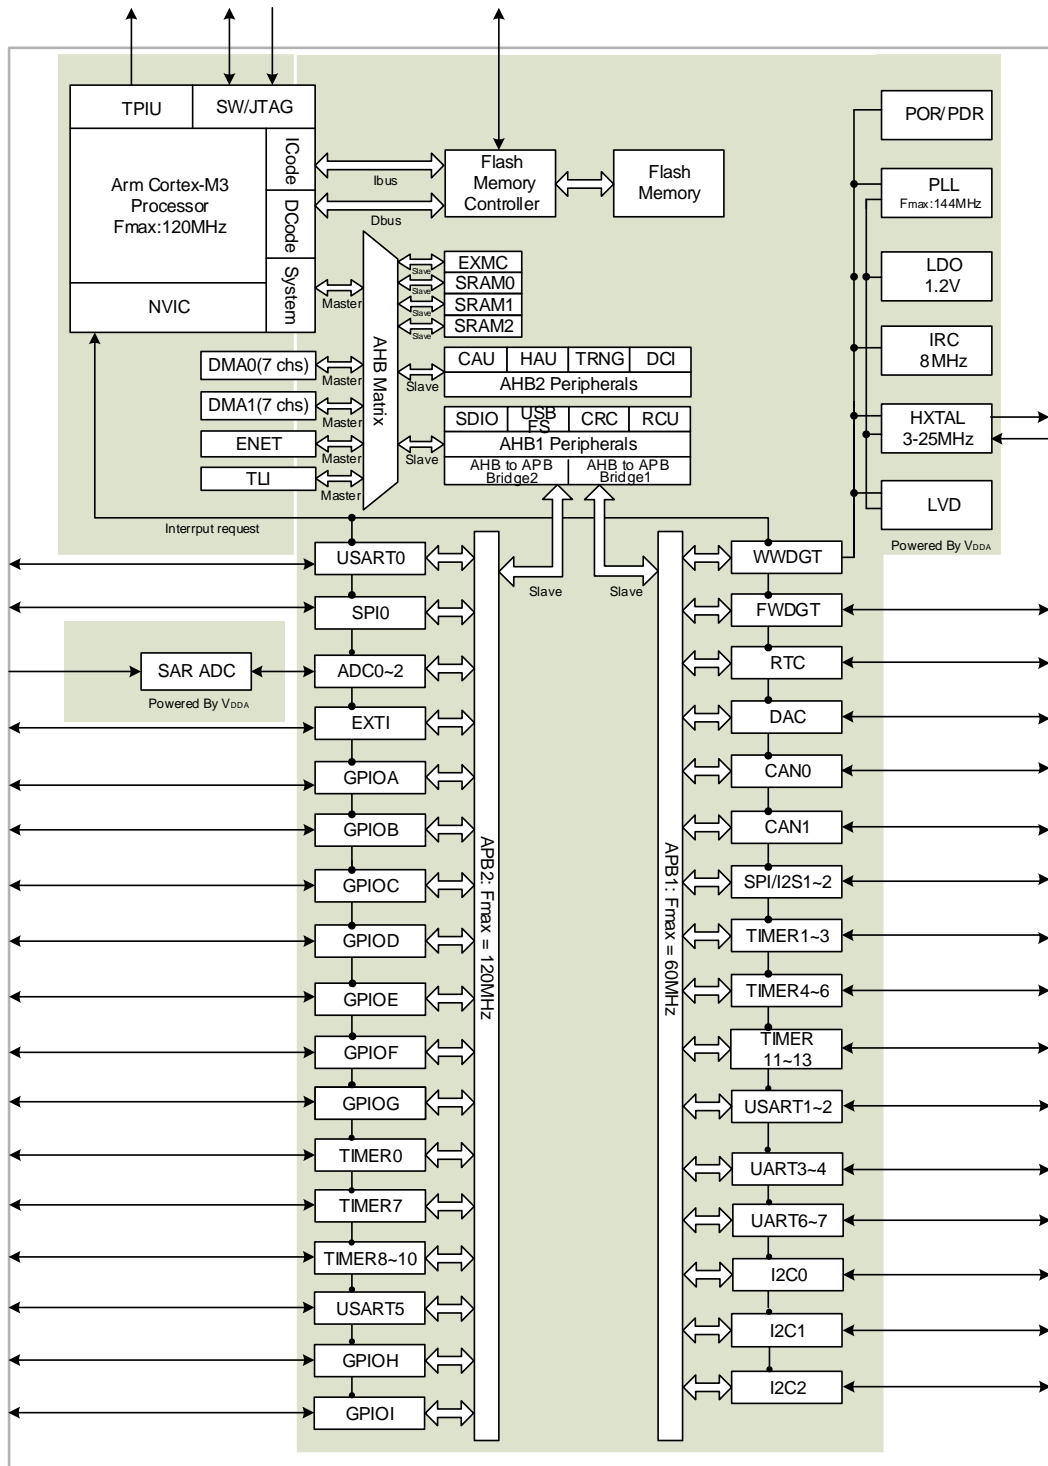 TPIU
SW/JTAG
Arm Cortex-M3
Processor
Fmax:120MHz
ICode
DCode
System
NVIC
Ibus
Dbus
Flash
Memory
Controller
Flash
Memory
POR/PDR
PLL
Fmax:144MHz
LDO
1.2V
IRC
8MHz
HXTAL
3-25MHz
LVD
Powered By VDDA
AHB Matrix
Master
EXMC
Slave
SRAM0
Slave
SRAM1
Slave
SRAM2
Slave
DMA0(7 chs)
Master
DMA1(7 chs)
Master
ENET
Master
TLI
Master
CAU
HAU
TRNG
DCI
AHB2 Peripherals
Slave
SDIO
USB
FS
CRC
RCU
AHB1 Peripherals
Slave
AHB to APB
Bridge2
AHB to APB
Bridge1
Interrput request
Slave
Slave
USART0
SPI0
SAR ADC
Powered By VDDA
ADC0~2
EXTI
GPIOA
GPIOB
GPIOC
GPIOD
GPIOE
GPIOF
GPIOG
TIMER0
TIMER7
TIMER8~10
USART5
GPIOH
GPIOI
APB2: Fmax = 120MHz
APB1: Fmax = 60MHz
WWDGT
FWDGT
RTC
DAC
CAN0
CAN1
SPI/I2S1~2
TIMER1~3
TIMER4~6
TIMER
11~13
USART1~2
UART3~4
UART6~7
I2C0
I2C1
I2C2